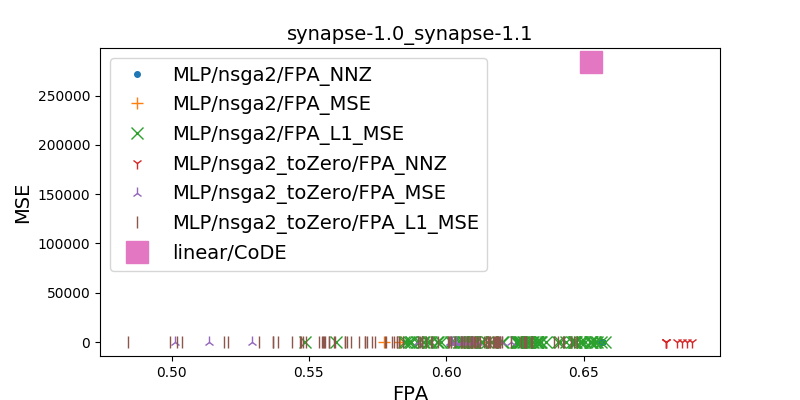 synapse-1.0_synapse-1.1
MLP/nsga2/FPA_NNZ
MLP/nsga2/FPA_MSE
MLP/nsga2/FPA_L1_MSE
MLP/nsga2_toZero/FPA_NNZ
MLP/nsga2_toZero/FPA_MSE
MLP/nsga2_toZero/FPA_L1_MSE
linear/CoDE
MSE
250000
200000
150000
100000
50000
0
0.50 0.55 0.60 0.65
FPA